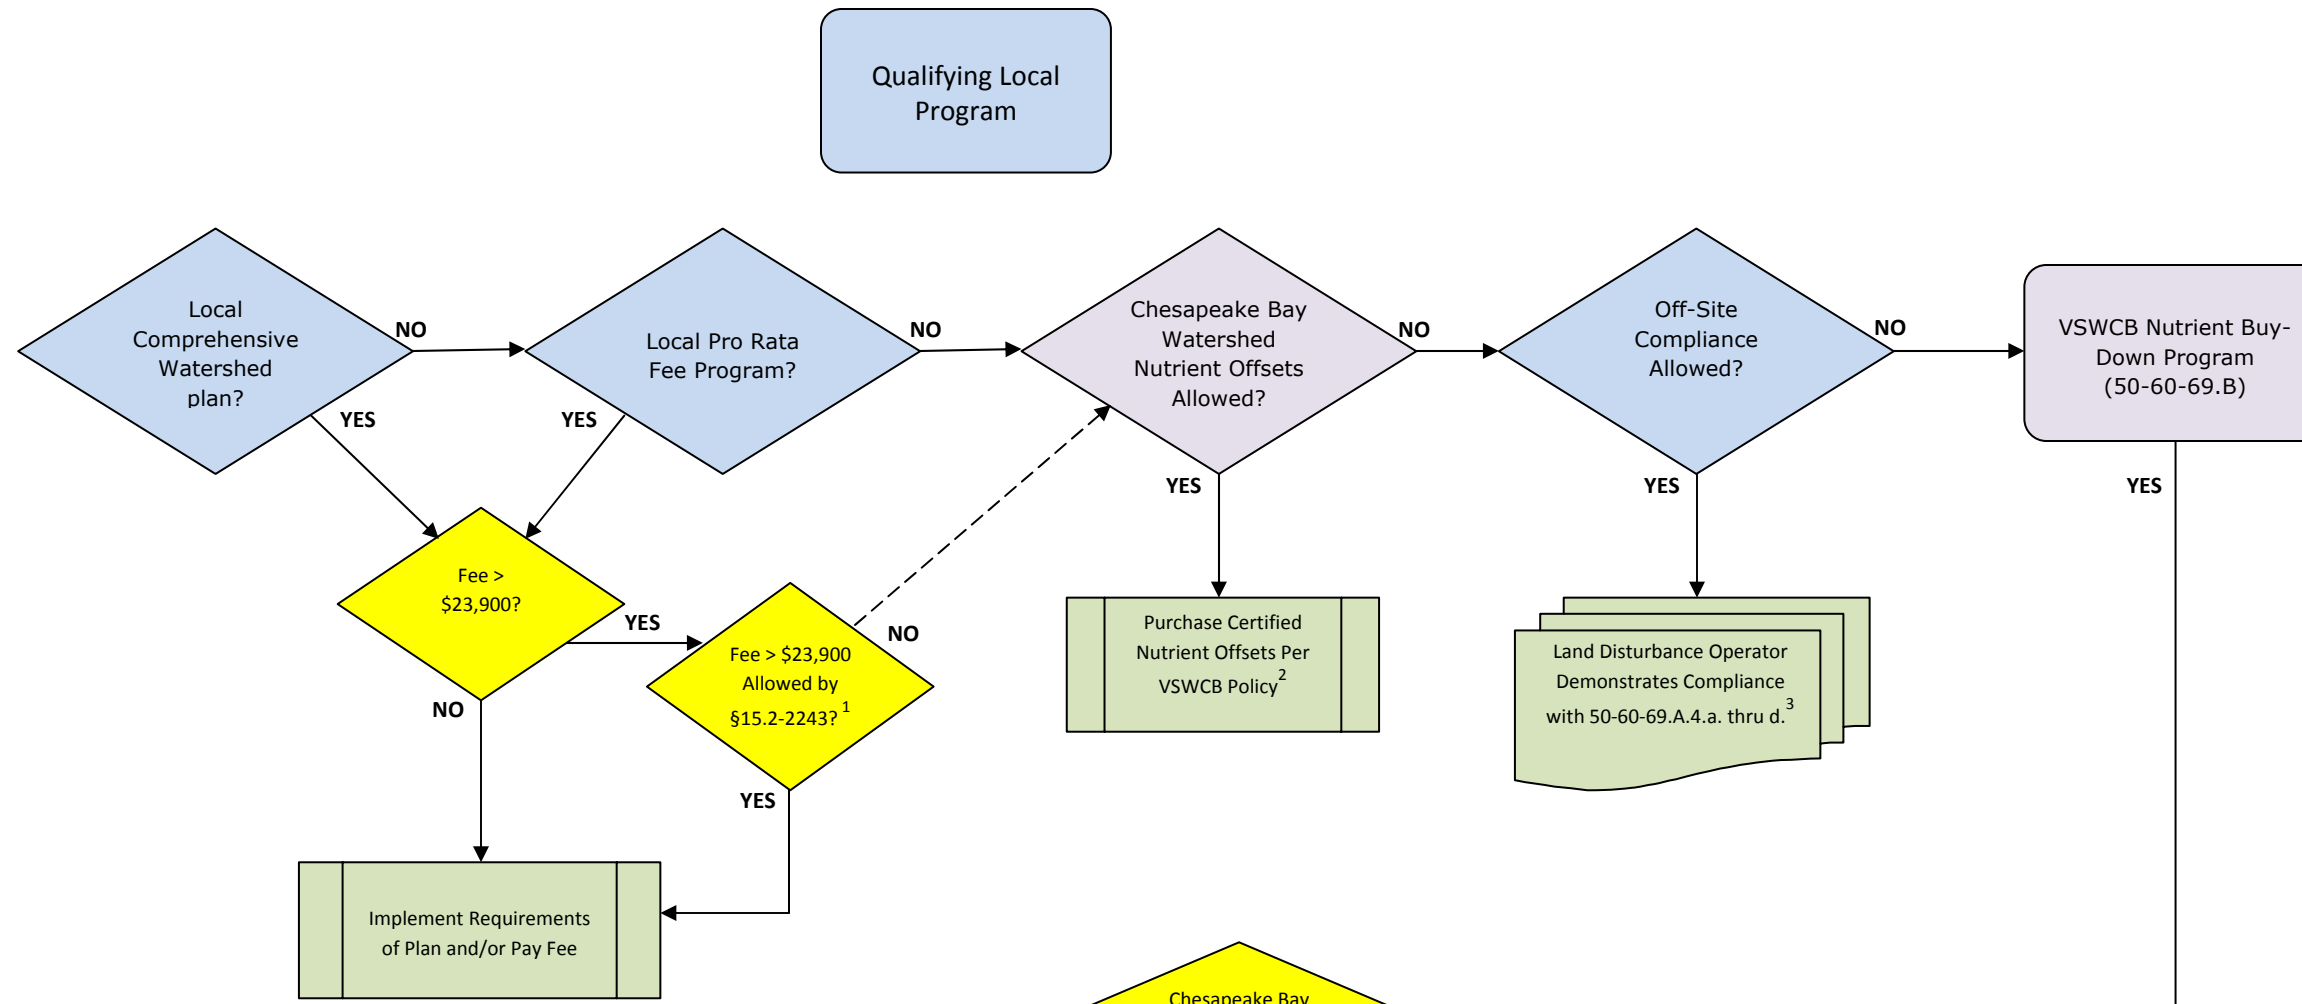 Qualifying Local
Program
Local
Comprehensive
Watershed
plan?
NO
YES
Local Pro Rata
Fee Program?
NO
YES
Chesapeake Bay
Watershed
Nutrient Offsets
Allowed?
NO
YES
Off-Site
Compliance
Allowed?
NO
YES
VSWCB Nutrient Buy-
Down Program
(50-60-69.B)
YES
Fee >
$23,900?
YES
NO
Fee > $23,900
Allowed by
§15.2-2243? 1
NO
YES
Purchase Certified
Nutrient Offsets Per
VSWCB Policy2
Land Disturbance Operator
Demonstrates Compliance
with 50-60-69.A.4.a. thru d.3
Implement Requirements
of Plan and/or Pay Fee
Chesapeake Bay